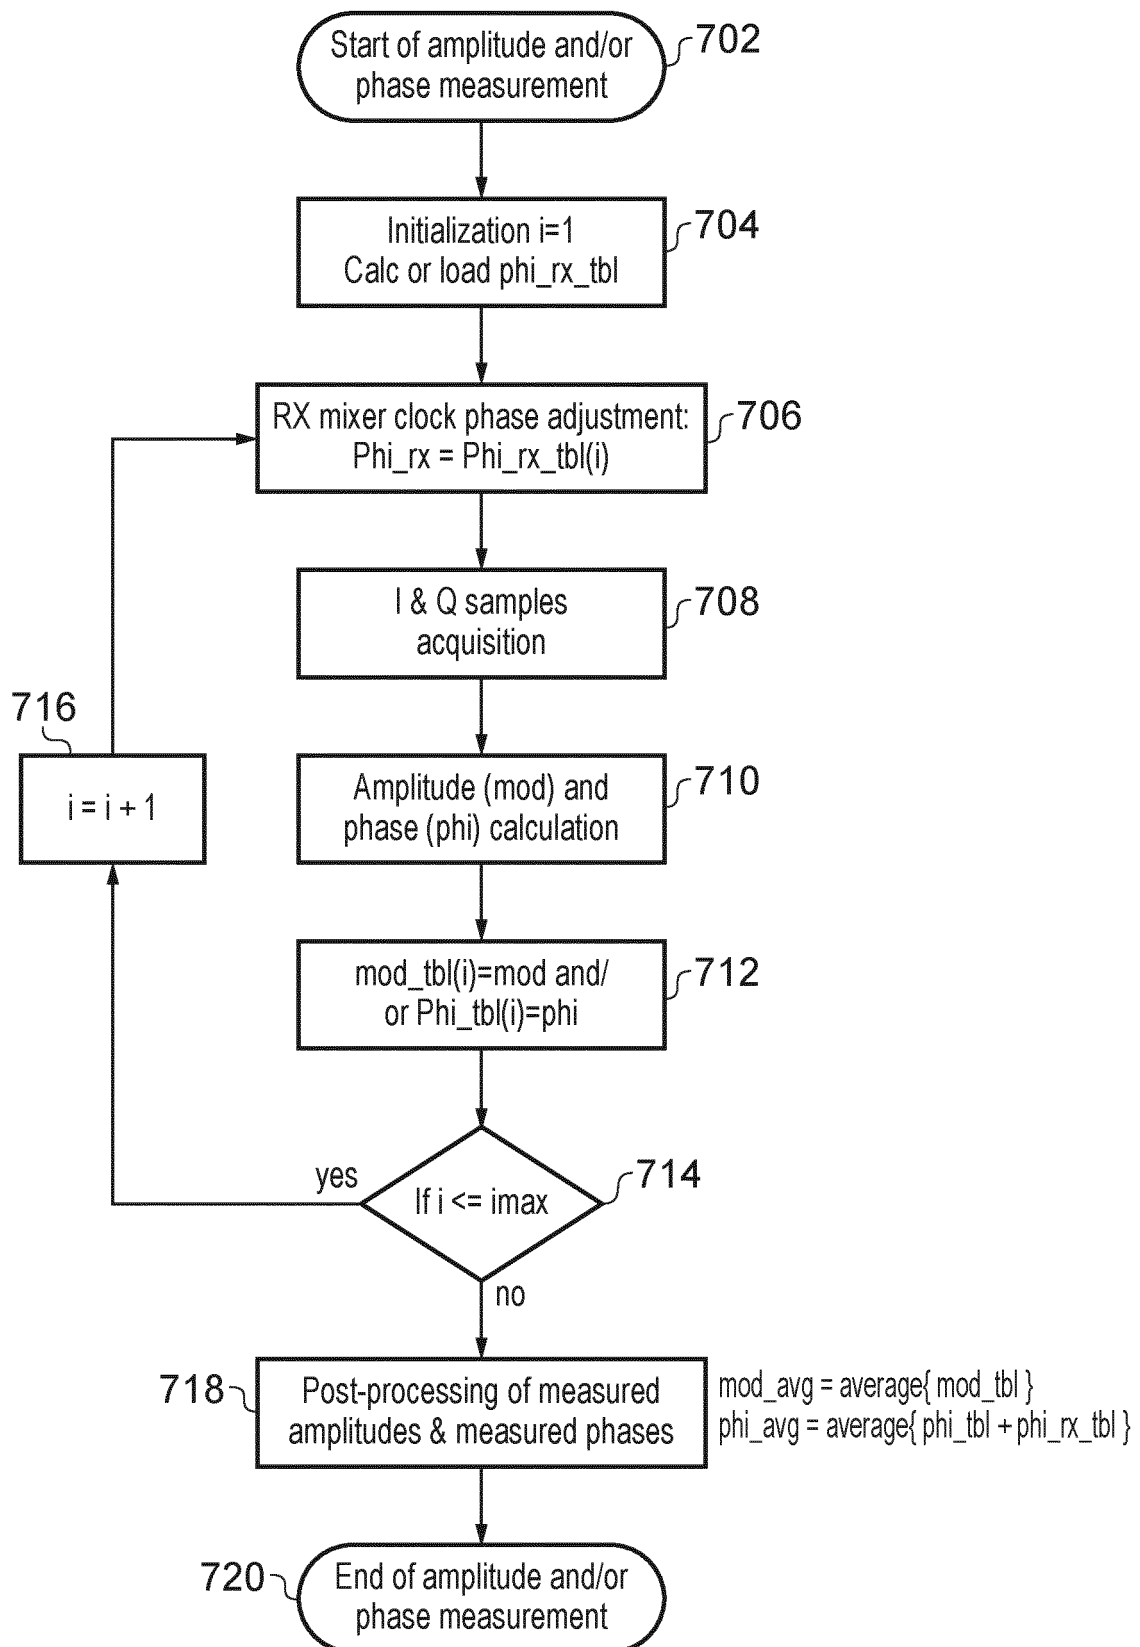 Start of amplitude and/or
phase measurement
702
Initialization i=1
Calc or load phi_rx_tbl
704
RX mixer clock phase adjustment:
Phi_rx = Phi_rx_tbl(i)
706
I & Q samples
acquisition
708
716
i = i + 1
Amplitude (mod) and
phase (phi) calculation
710
mod_tbl(i)=mod and/
or Phi_tbl(i)=phi
712
yes
If i <= imax
714
no
718
Post-processing of measured
amplitudes & measured phases
mod_avg = average{ mod_tbl }
phi_avg = average{ phi_tbl + phi_rx_tbl }
720
End of amplitude and/or
phase measurement